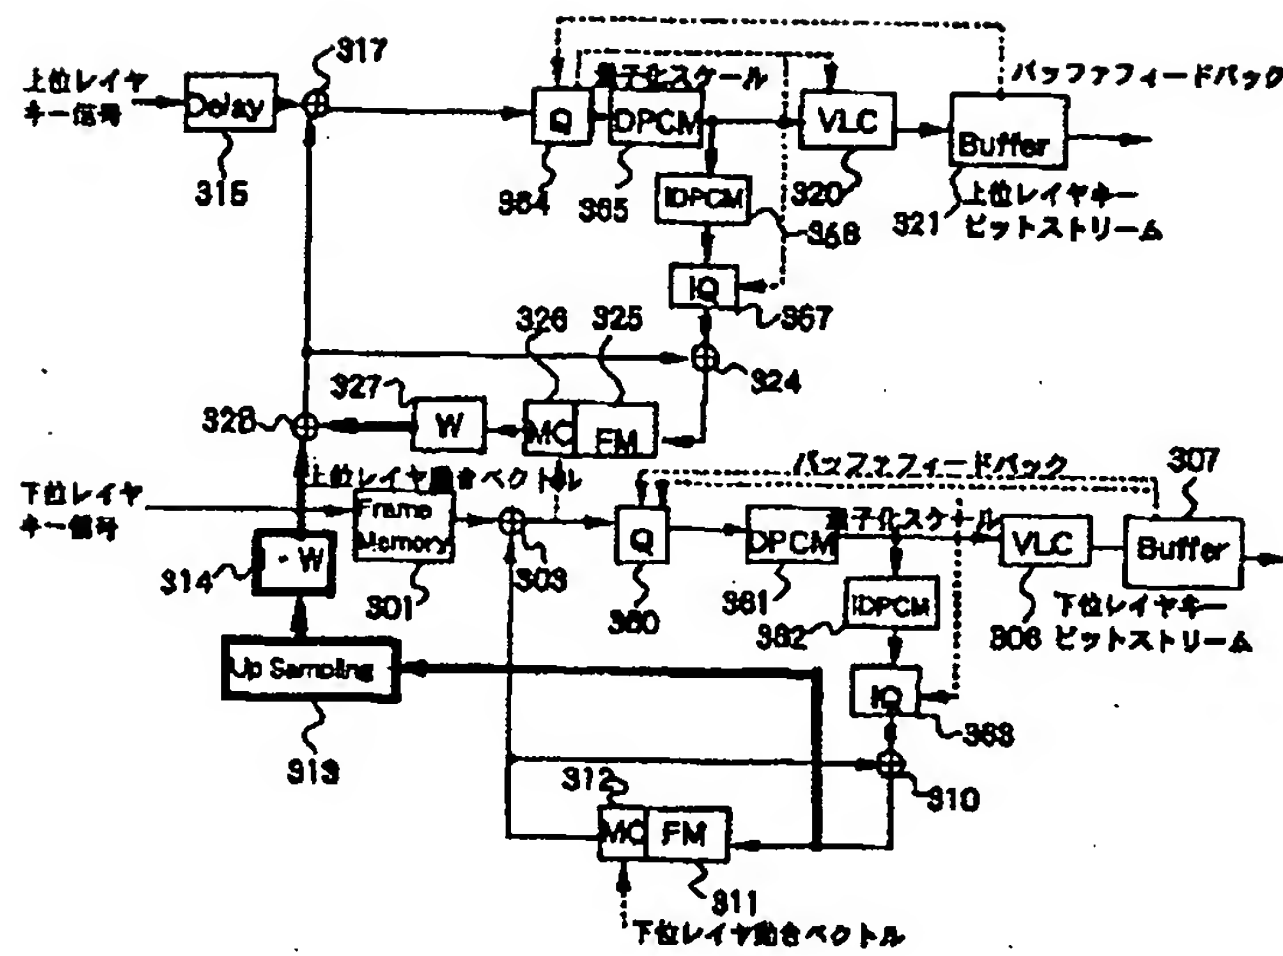 上位レイヤ
キー信号
Delay
315
317
Q
364
量子化スケール
DPCM
365
VLC
320
バッファフィードバック
Buffer
321
上位レイヤキー
ビットストリーム
IDPCM
366
IQ
367
324
326
325
MC
FM
327
W
328
上位レイヤ動きベクトル
下位レイヤ
キー信号
Frame
Memory
301
303
・W
314
Up Sampling
313
バッファフィードバック
Q
360
DPCM
361
量子化スケール
VLC
306
307
Buffer
下位レイヤキー
ビットストリーム
IDPCM
362
IQ
363
310
312
MC
FM
311
下位レイヤ動きベクトル